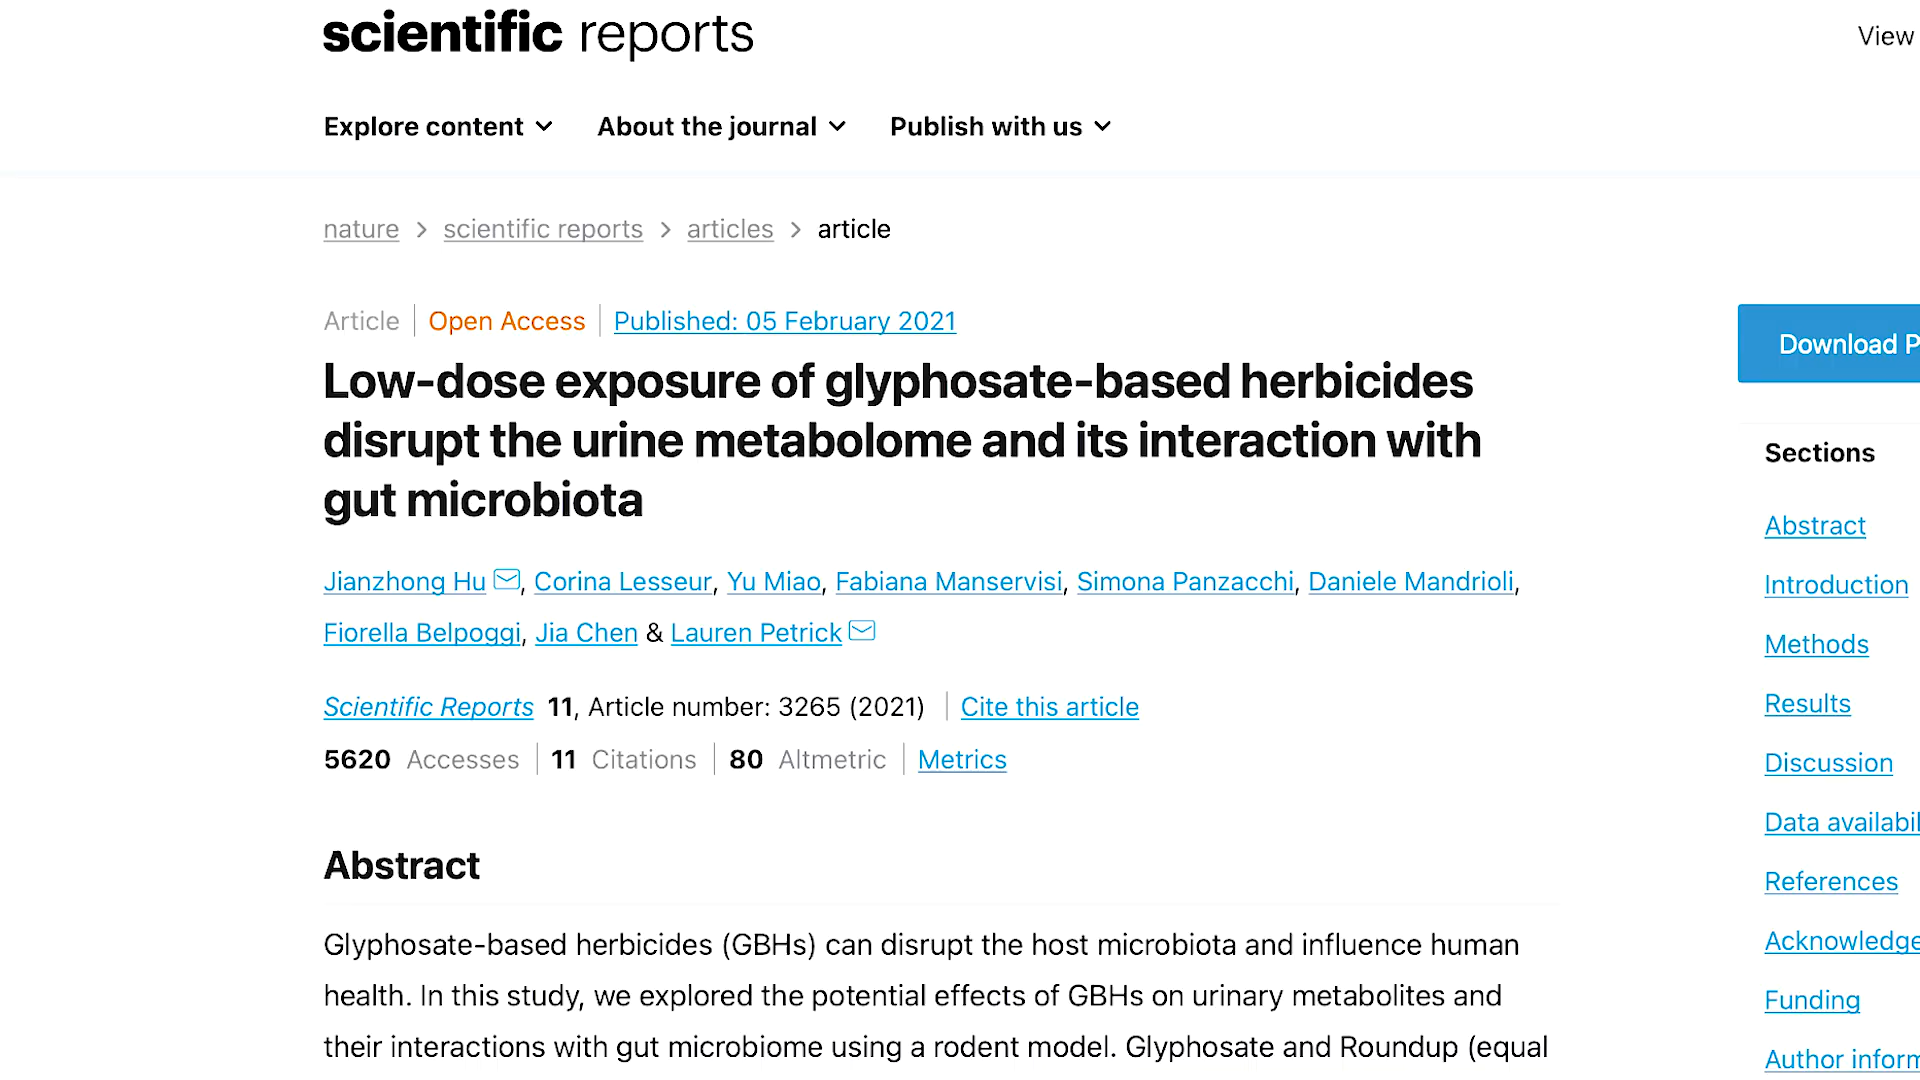 scientific reports
View
Explore content About the journal Publish with us
nature > scientific reports > articles > article
Article | Open Access | Published: 05 February 2021
Low-dose exposure of glyphosate-based herbicides
disrupt the urine metabolome and its interaction with
gut microbiota
Jianzhong Hu, Corina Lesseur, Yu Miao, Fabiana Manservisi, Simona Panzacchi, Daniele Mandrioli,
Fiorella Belpoggi, Jia Chen & Lauren Petrick
Scientific Reports 11, Article number: 3265 (2021) | Cite this article
5620 Accesses | 11 Citations | 80 Altmetric | Metrics
Abstract
Glyphosate-based herbicides (GBHs) can disrupt the host microbiota and influence human
health. In this study, we explored the potential effects of GBHs on urinary metabolites and
their interactions with gut microbiome using a rodent model. Glyphosate and Roundup (equal
Download P
Sections
Abstract
Introduction
Methods
Results
Discussion
Data availabil
References
Acknowledge
Funding
Author inform